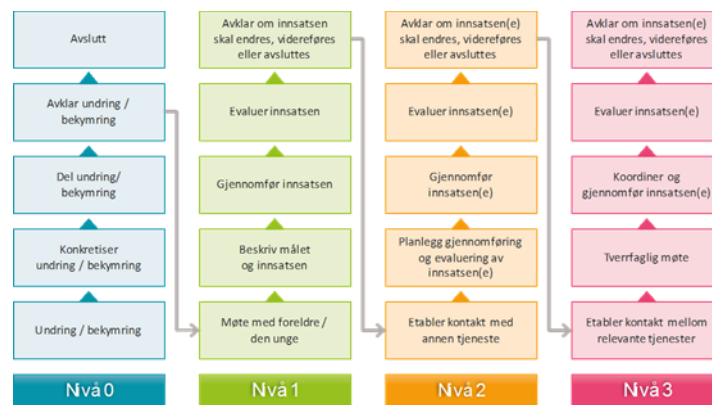 Avslutt
Avklar undring /
bekymring
Del undring/
bekymring
Konkretiser
undring / bekymring
Undring / bekymring
Nivå 0
Avklar om innsatsen
skal endres, videreføres
eller avsluttes
Evaluer innsatsen
Gjennomfør innsatsen
Beskriv målet
og innsatsen
Møte med foreldre /
den unge
Nivå 1
Avklar om innsatsen(e)
skal endres, videreføres
eller avsluttes
Evaluer innsatsen(e)
Gjennomfør
innsatsen(e)
Planlegg gjennomføring
og evaluering av
innsatsen(e)
Etabler kontakt med
annen tjeneste
Nivå 2
Avklar om innsatsen(e)
skal endres, videreføres
eller avsluttes
Evaluer innsatsen(e)
Koordiner og
gjennomfør innsatsen(e)
Tverrfaglig møte
Etabler kontakt mellom
relevante tjenester
Nivå 3